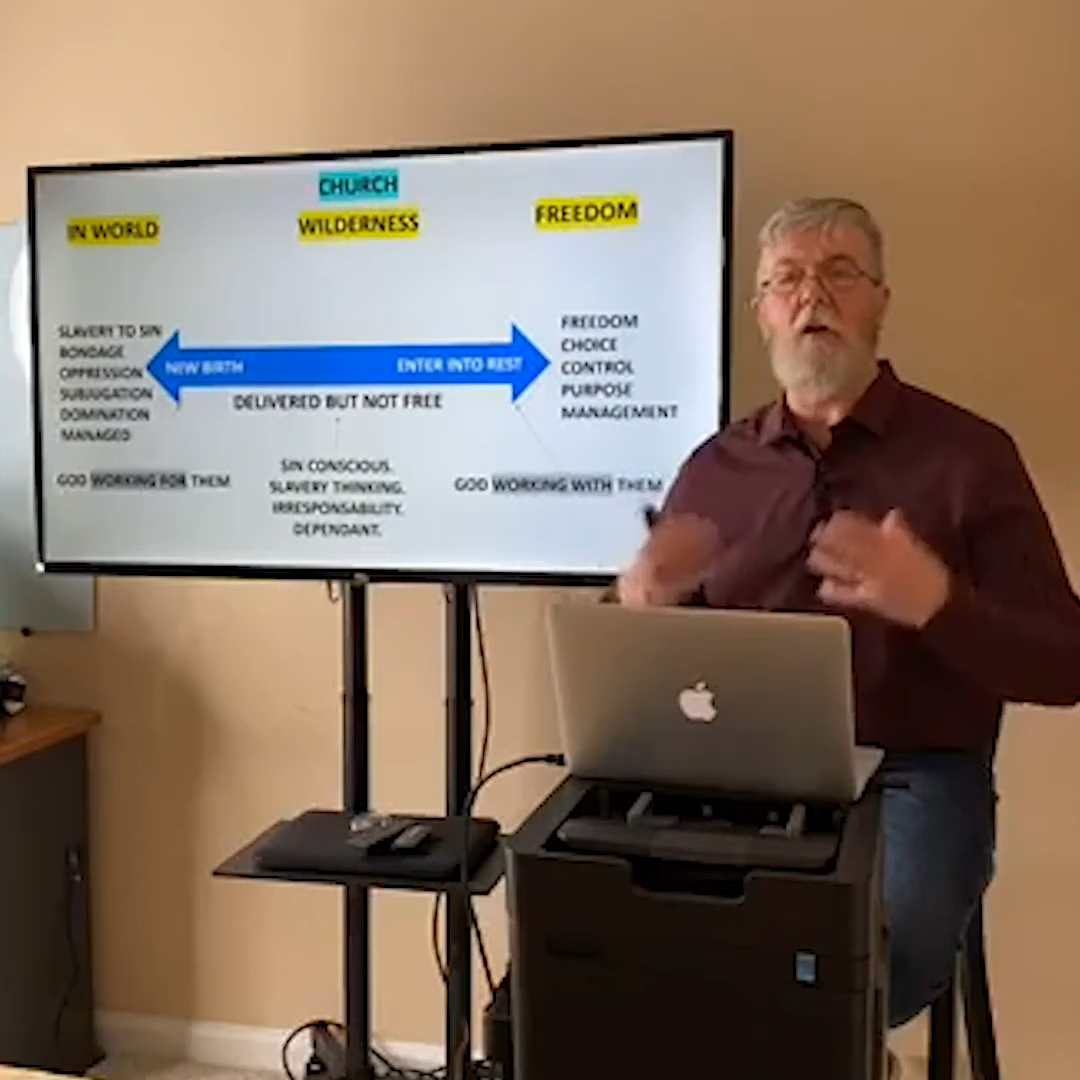 CHURCH
IN WORLD
WILDERNESS
FREEDOM
SLAVERY TO SIN
BONDAGE
OPPRESSION
SUBJUGATION
DOMINATION
MANAGED
NEW BIRTH
ENTER INTO REST
DELIVERED BUT NOT FREE
FREEDOM
CHOICE
CONTROL
PURPOSE
MANAGEMENT
GOD WORKING FOR THEM
SIN CONSCIOUS.
SLAVERY THINKING.
IRRESPONSABILITY.
DEPENDANT.
GOD WORKING WITH THEM